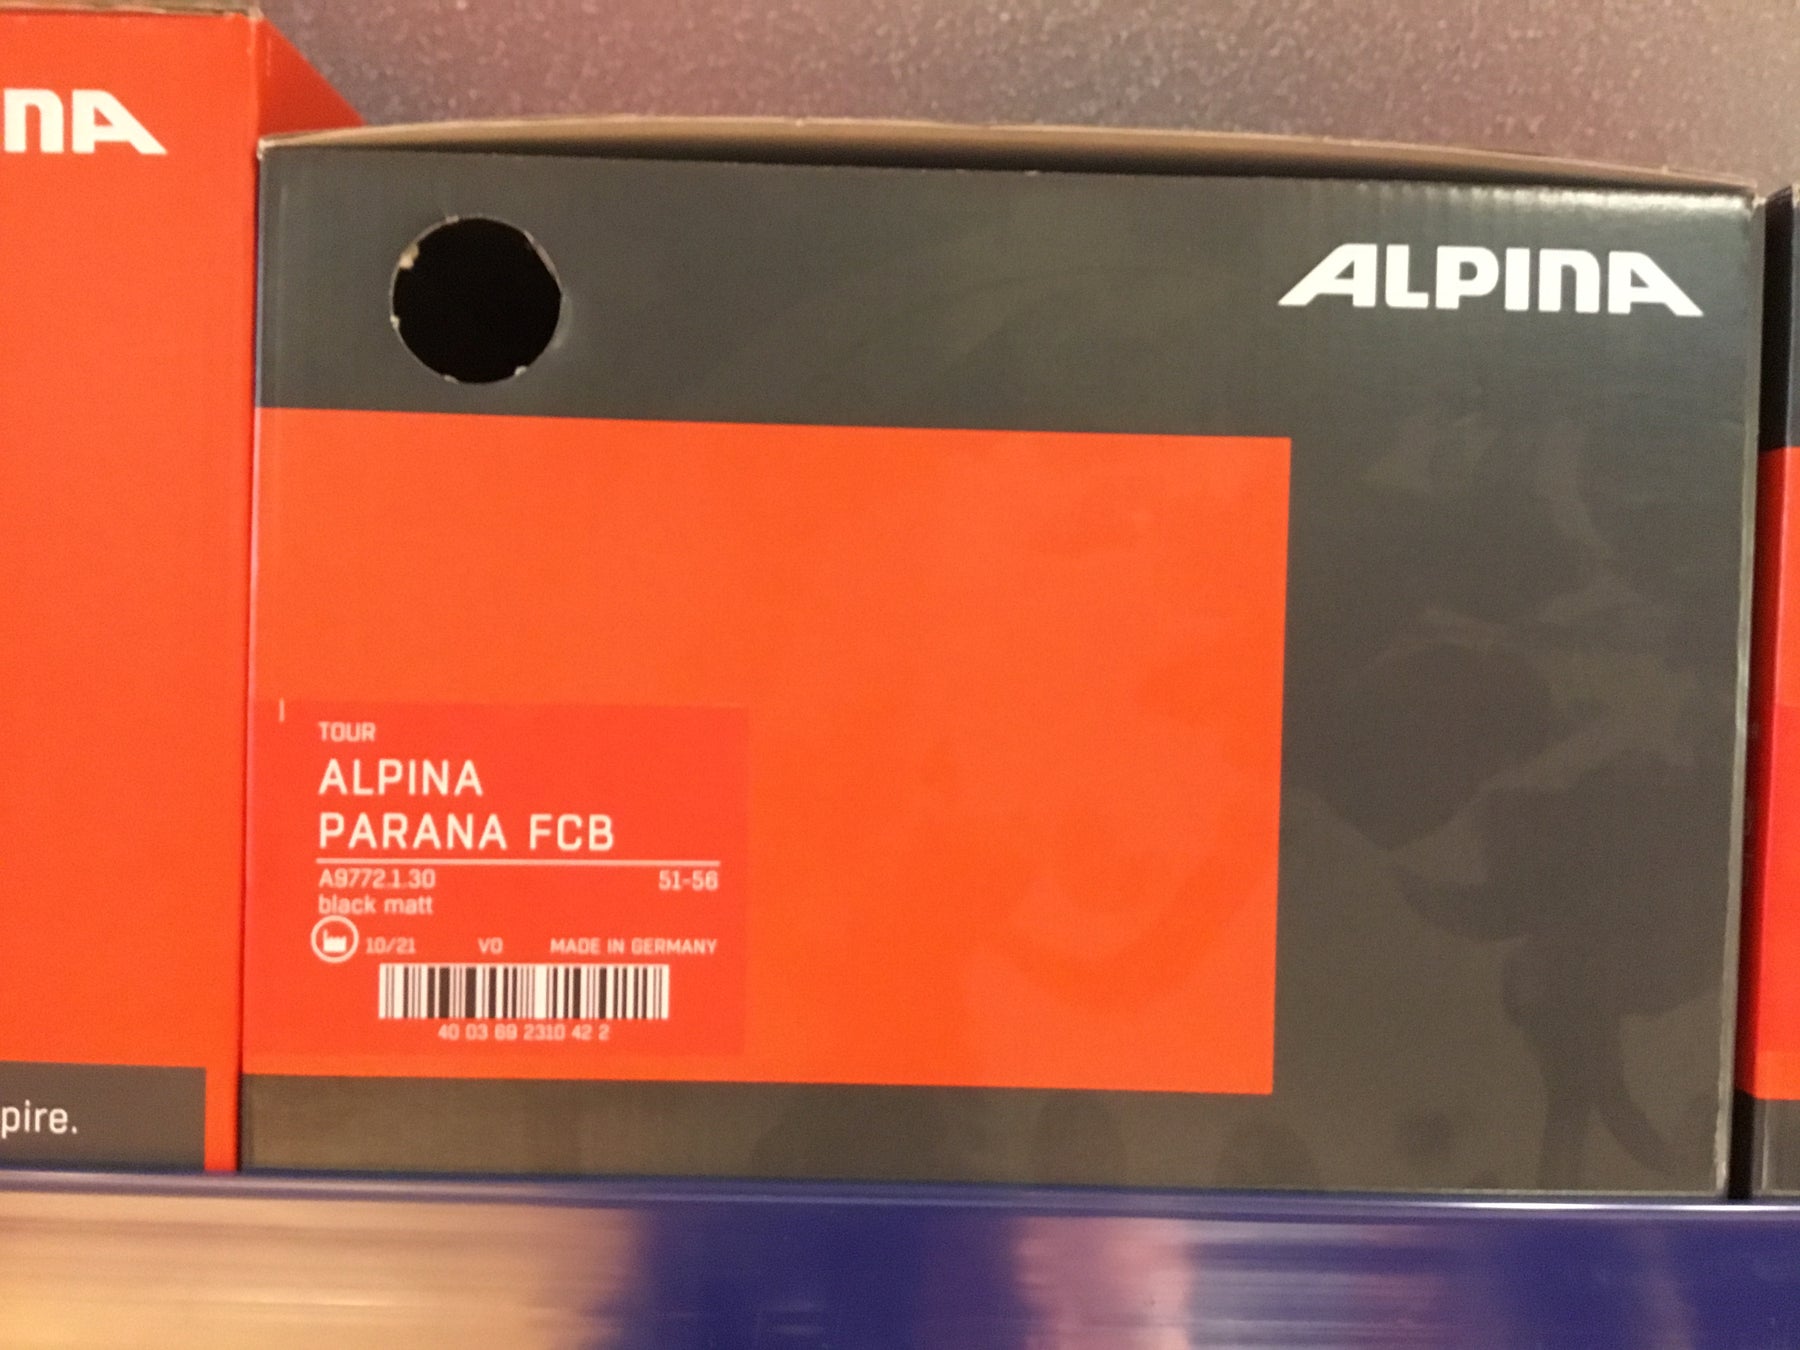 NA
ALPINA
TOUR
ALPINA
PARANA FCB
A9772.1.30 51-56
black matt
10/21 VO MADE IN GERMANY
40 03 69 2310 42 2
pire.